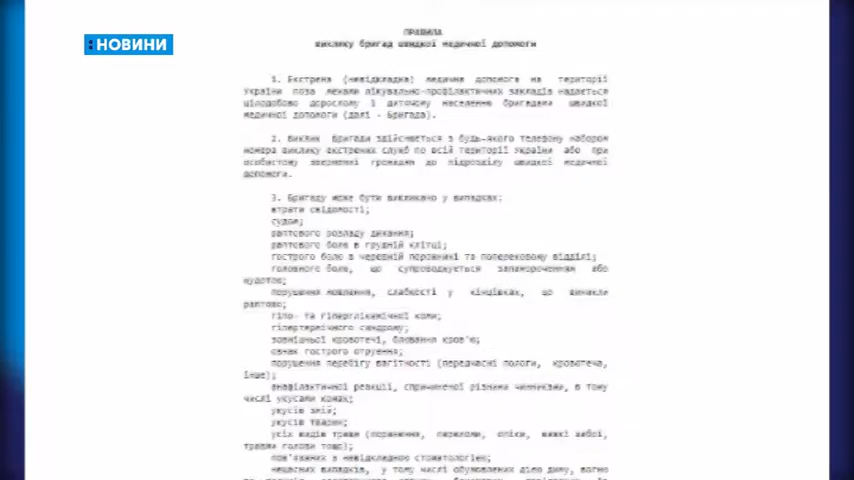 НОВИНИ
ПРАВИЛА
виклику бригад швидкої медичної допомоги
1. Екстрена (невідкладна) медична допомога на території
України поза межами лікувально-профілактичних закладів надається
цілодобово дорослому і дитячому населенню бригадами швидкої
медичної допомоги (далі - Бригада).
2. Виклик Бригади здійснюється з будь-якого телефону набором
номера виклику екстрених служб по всій території України або при
особистому зверненні громадян до підрозділу швидкої медичної
допомоги.
3. Бригаду може бути викликано у випадках:
втрати свідомості;
судом;
раптового розладу дихання;
раптового болю в грудній клітці;
гострого болю в черевній порожнині та поперековому відділі;
головного болю, що супроводжується запамороченням або
нудотою;
порушення мовлення, слабкості у кінцівках, що виникли
раптово;
гіпо- та гіперглікемічної коми;
гіпертермічного синдрому;
зовнішньої кровотечі, блювання кров'ю;
ознак гострого отруєння;
порушення перебігу вагітності (передчасні пологи, кровотеча,
інше);
анафілактичної реакції, спричиненої різними чинниками, в тому
числі укусами комах;
укусів змій;
укусів тварин;
усіх видів травм (поранення, переломи, опіки, важкі забої,
травми голови тощо);
пов'язаних з невідкладною стоматологією;
нещасних випадків, у тому числі обумовлених дією диму, вогню